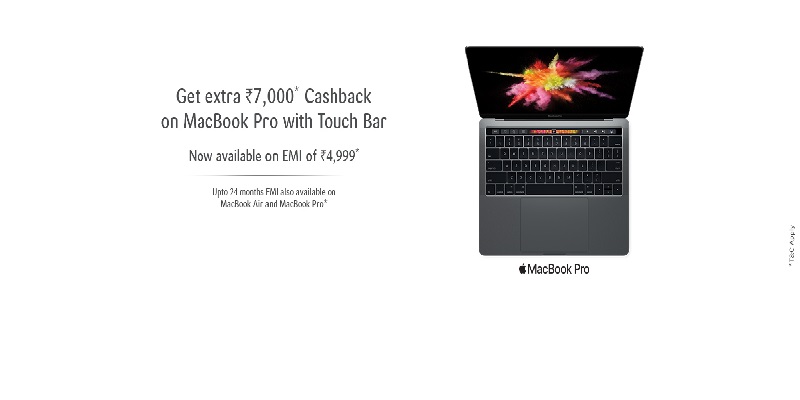 Get extra ₹7,000* Cashback
on MacBook Pro with Touch Bar
Now available on EMI of ₹4,999*
Upto 24 months EMI also available on
MacBook Air and MacBook Pro*
MacBook Pro
*T&C Apply